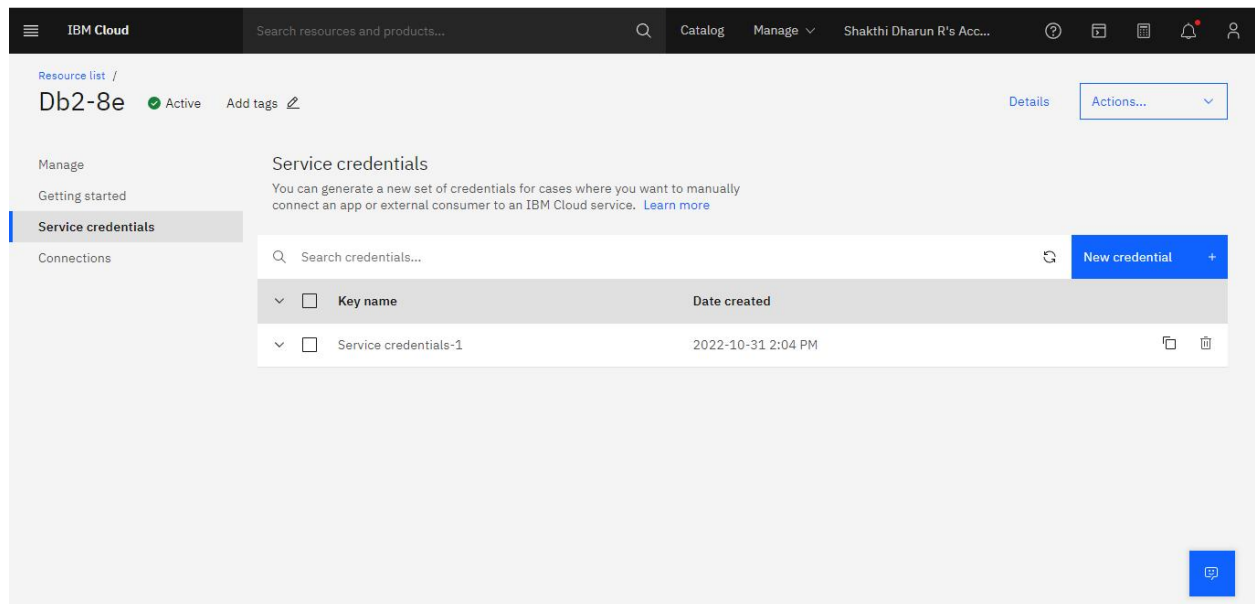 IBM Cloud
Search resources and products...
Catalog
Manage
Shakthi Dharun R's Acc...
Resource list /
Db2-8e
Active
Add tags
Details
Actions...
Manage
Getting started
Service credentials
Connections
Service credentials
You can generate a new set of credentials for cases where you want to manually
connect an app or external consumer to an IBM Cloud service. Learn more
Search credentials...
New credential +
Key name
Date created
Service credentials-1
2022-10-31 2:04 PM